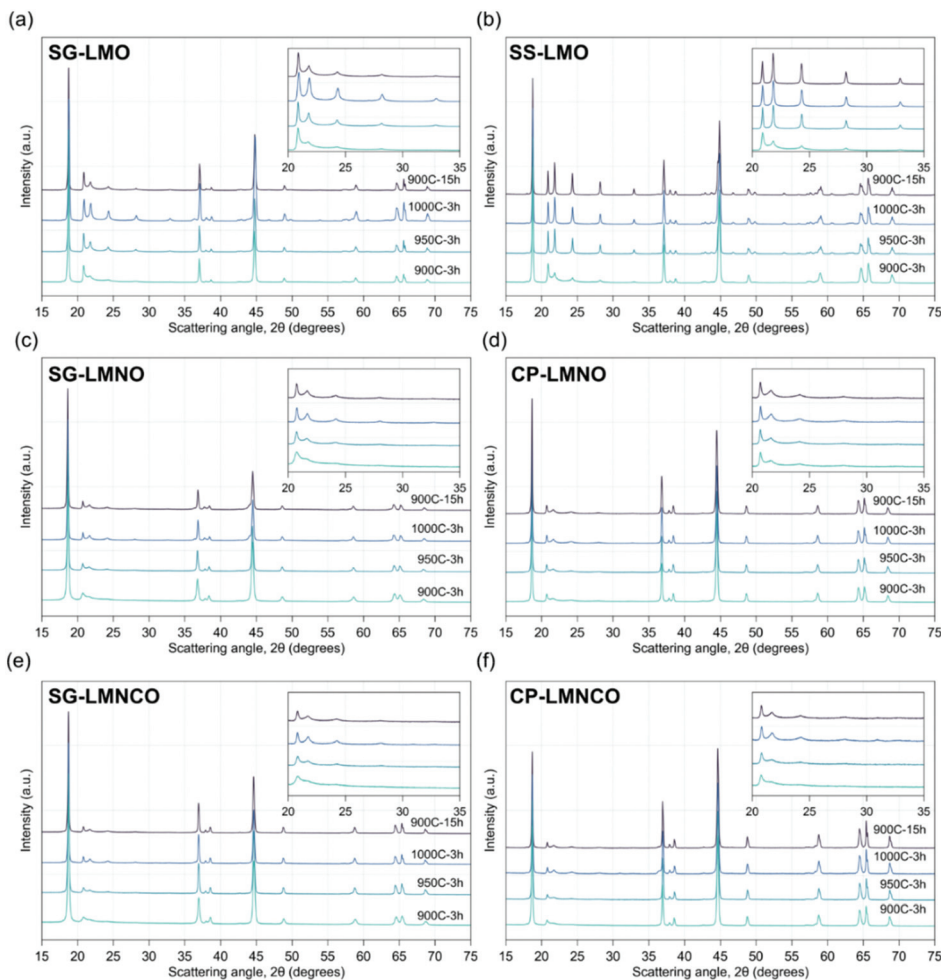 (a)
SG-LMO
Intensity (a.u.)
20 25 30 35
900C-15h
1000C-3h
950C-3h
900C-3h
15 20 25 30 35 40 45 50 55 60 65 70 75
Scattering angle, 2θ (degrees)
(b)
SS-LMO
Intensity (a.u.)
20 25 30 35
900C-15h
1000C-3h
950C-3h
900C-3h
15 20 25 30 35 40 45 50 55 60 65 70 75
Scattering angle, 2θ (degrees)
(c)
SG-LMNO
Intensity (a.u.)
20 25 30 35
900C-15h
1000C-3h
950C-3h
900C-3h
15 20 25 30 35 40 45 50 55 60 65 70 75
Scattering angle, 2θ (degrees)
(d)
CP-LMNO
Intensity (a.u.)
20 25 30 35
900C-15h
1000C-3h
950C-3h
900C-3h
15 20 25 30 35 40 45 50 55 60 65 70 75
Scattering angle, 2θ (degrees)
(e)
SG-LMNCO
Intensity (a.u.)
20 25 30 35
900C-15h
1000C-3h
950C-3h
900C-3h
15 20 25 30 35 40 45 50 55 60 65 70 75
Scattering angle, 2θ (degrees)
(f)
CP-LMNCO
Intensity (a.u.)
20 25 30 35
900C-15h
1000C-3h
950C-3h
900C-3h
15 20 25 30 35 40 45 50 55 60 65 70 75
Scattering angle, 2θ (degrees)